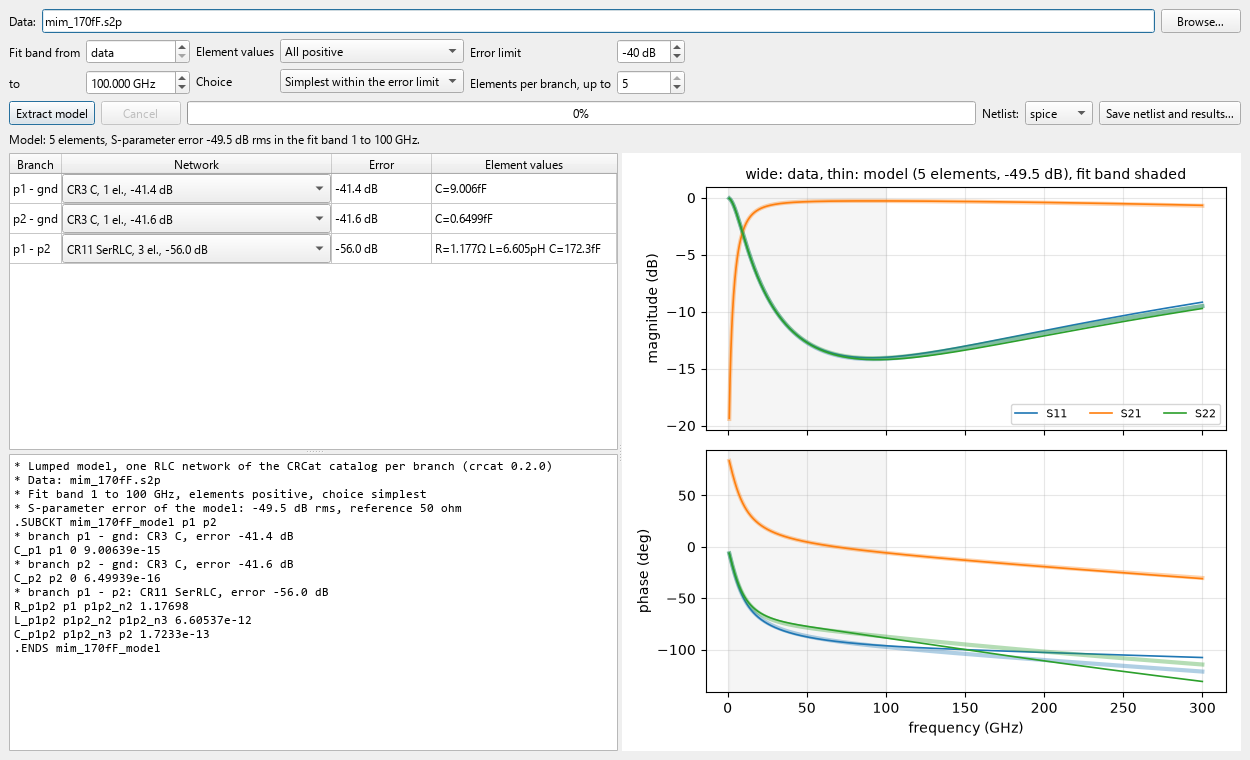 Data: mim_170fF.s2p Browse...
Fit band from data Element values All positive Error limit -40 dB
to 100.000 GHz Choice Simplest within the error limit Elements per branch, up to 5
Extract model Cancel 0% Netlist: spice Save netlist and results...
Model: 5 elements, S-parameter error -49.5 dB rms in the fit band 1 to 100 GHz.
Branch Network Error Element values
p1 - gnd CR3 C, 1 el., -41.4 dB -41.4 dB C=9.006fF
p2 - gnd CR3 C, 1 el., -41.6 dB -41.6 dB C=0.6499fF
p1 - p2 CR11 SerRLC, 3 el., -56.0 dB -56.0 dB R=1.177Ω L=6.605pH C=172.3fF
* Lumped model, one RLC network of the CRCat catalog per branch (crcat 0.2.0)
* Data: mim_170fF.s2p
* Fit band 1 to 100 GHz, elements positive, choice simplest
* S-parameter error of the model: -49.5 dB rms, reference 50 ohm
.SUBCKT mim_170fF_model p1 p2
* branch p1 - gnd: CR3 C, error -41.4 dB
C_p1 p1 0 9.00639e-15
* branch p2 - gnd: CR3 C, error -41.6 dB
C_p2 p2 0 6.49939e-16
* branch p1 - p2: CR11 SerRLC, error -56.0 dB
R_p1p2 p1 p1p2_n2 1.17698
L_p1p2 p1p2_n2 p1p2_n3 6.60537e-12
C_p1p2 p1p2_n3 p2 1.7233e-13
.ENDS mim_170fF_model
wide: data, thin: model (5 elements, -49.5 dB), fit band shaded
magnitude (dB)
0
−5
−10
−15
−20
S11 S21 S22
phase (deg)
50
0
−50
−100
0 50 100 150 200 250 300
frequency (GHz)